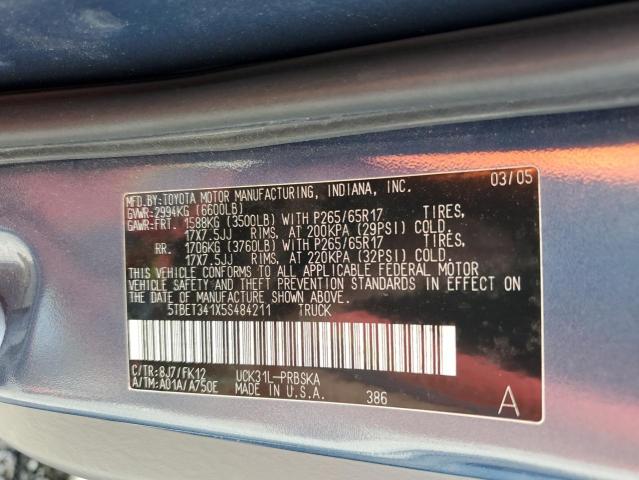 MFD.BY:TOYOTA MOTOR MANUFACTURING, INDIANA, INC. 03/05
GVWR:2994KG (6600LB)
GAWR:FRT. 1588KG (3500LB) WITH P265/65R17 TIRES,
17X7.5JJ RIMS, AT 200KPA (29PSI) COLD.
RR. 1706KG (3760LB) WITH P265/65R17 TIRES,
17X7.5JJ RIMS, AT 220KPA (32PSI) COLD.
THIS VEHICLE CONFORMS TO ALL APPLICABLE FEDERAL MOTOR
VEHICLE SAFETY AND THEFT PREVENTION STANDARDS IN EFFECT ON
THE DATE OF MANUFACTURE SHOWN ABOVE.
5TBET341X5S484211 TRUCK
C/TR:8J7/FK12 UCK31L-PRBSKA
A/TM:A01A/A750E MADE IN U.S.A. 386 A